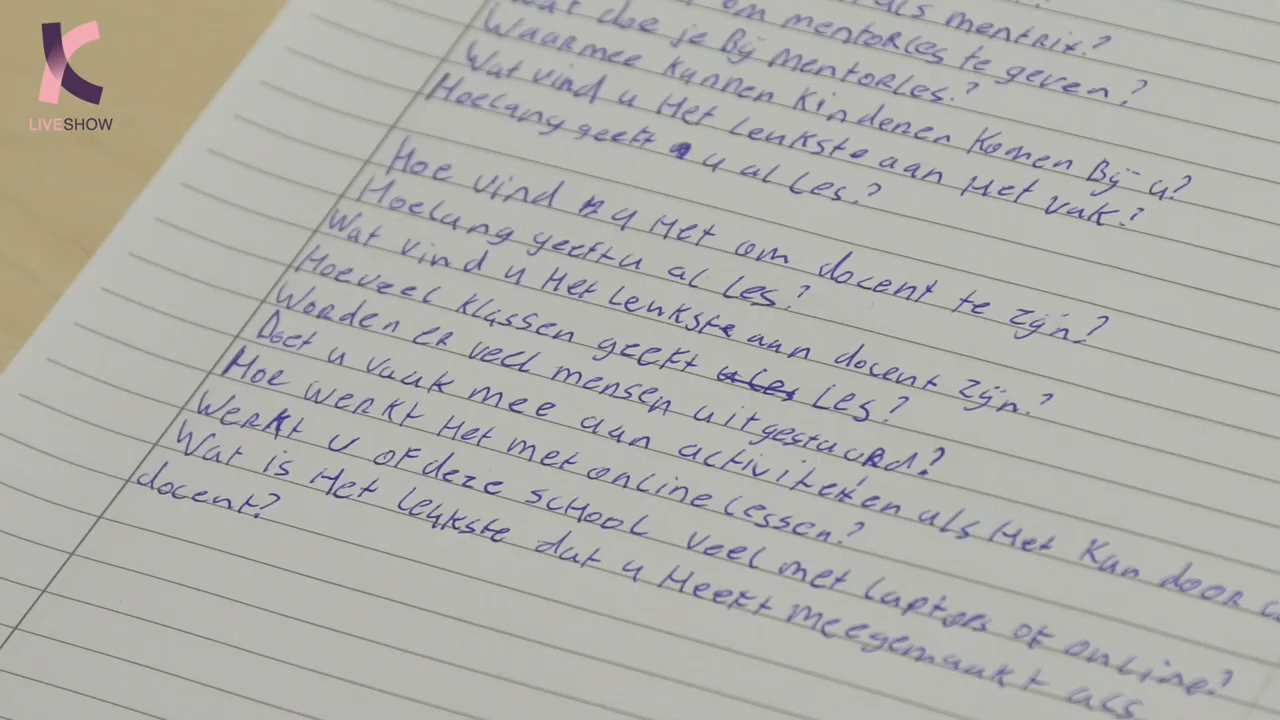 LIVESHOW
als mentrix?
om mentorles te geven?
Wat doe je Bij mentorles?
Waarmee kunnen kinderen komen Bij u?
Wat vind u Het leukste aan Het vak?
Hoelang geeft u al les?
Hoe vind u Het om docent te zijn?
Hoelang geeft u al les?
Wat vind u Het leukste aan docent zijn?
Hoeveel klassen geeft les?
Worden er veel mensen uitgestuurd?
Doet u vaak mee aan activiteiten als Het kan door
Hoe werkt Het met online lessen?
Werkt u of deze school veel met laptops of online?
Wat is Het leukste dat u Heeft meegemaakt als
docent?